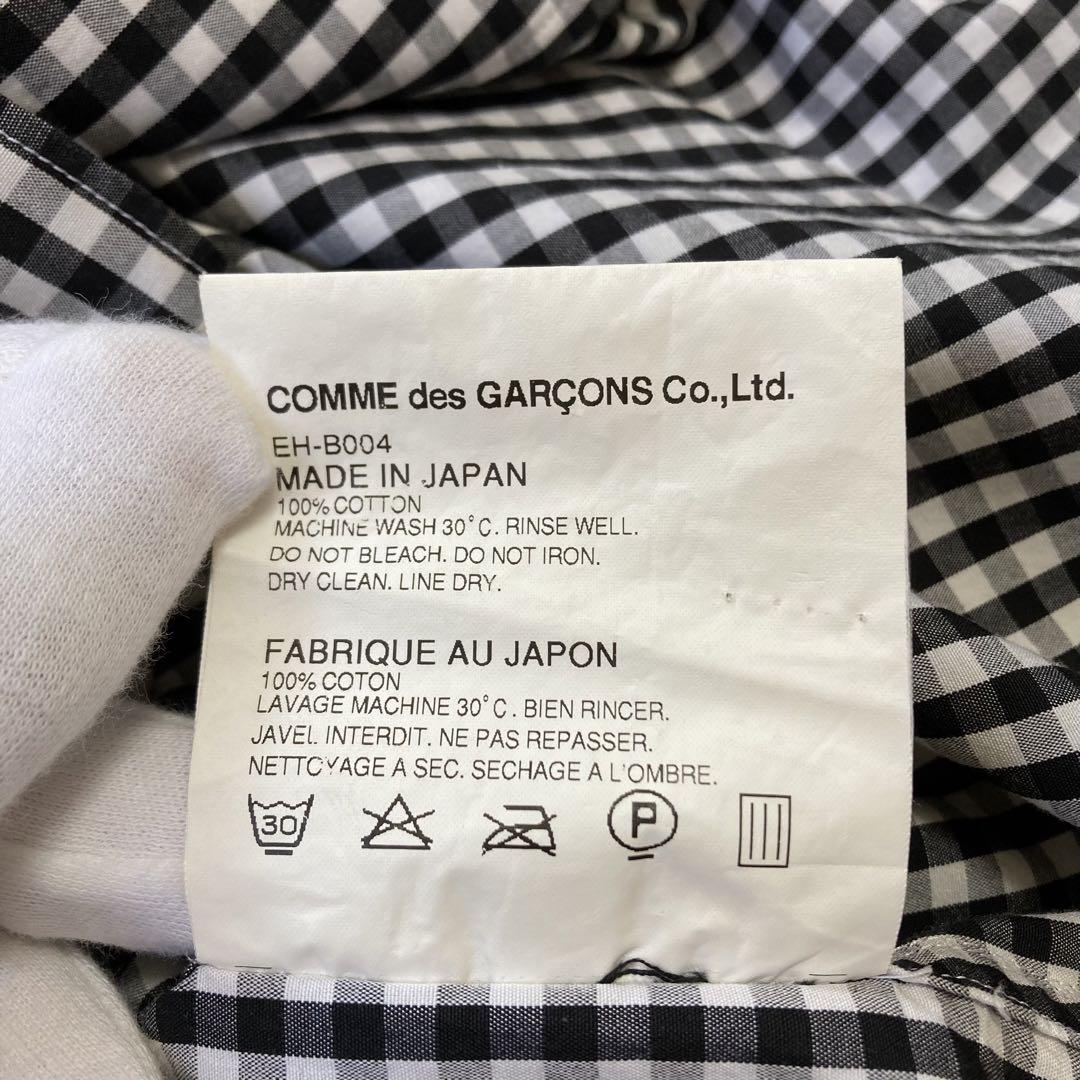 COMME des GARÇONS Co.,Ltd.
EH-B004
MADE IN JAPAN
100% COTTON
MACHINE WASH 30°C. RINSE WELL.
DO NOT BLEACH. DO NOT IRON.
DRY CLEAN. LINE DRY.
FABRIQUE AU JAPON
100% COTON
LAVAGE MACHINE 30°C. BIEN RINCER.
JAVEL INTERDIT. NE PAS REPASSER.
NETTOYAGE A SEC. SECHAGE A L'OMBRE.
30 P